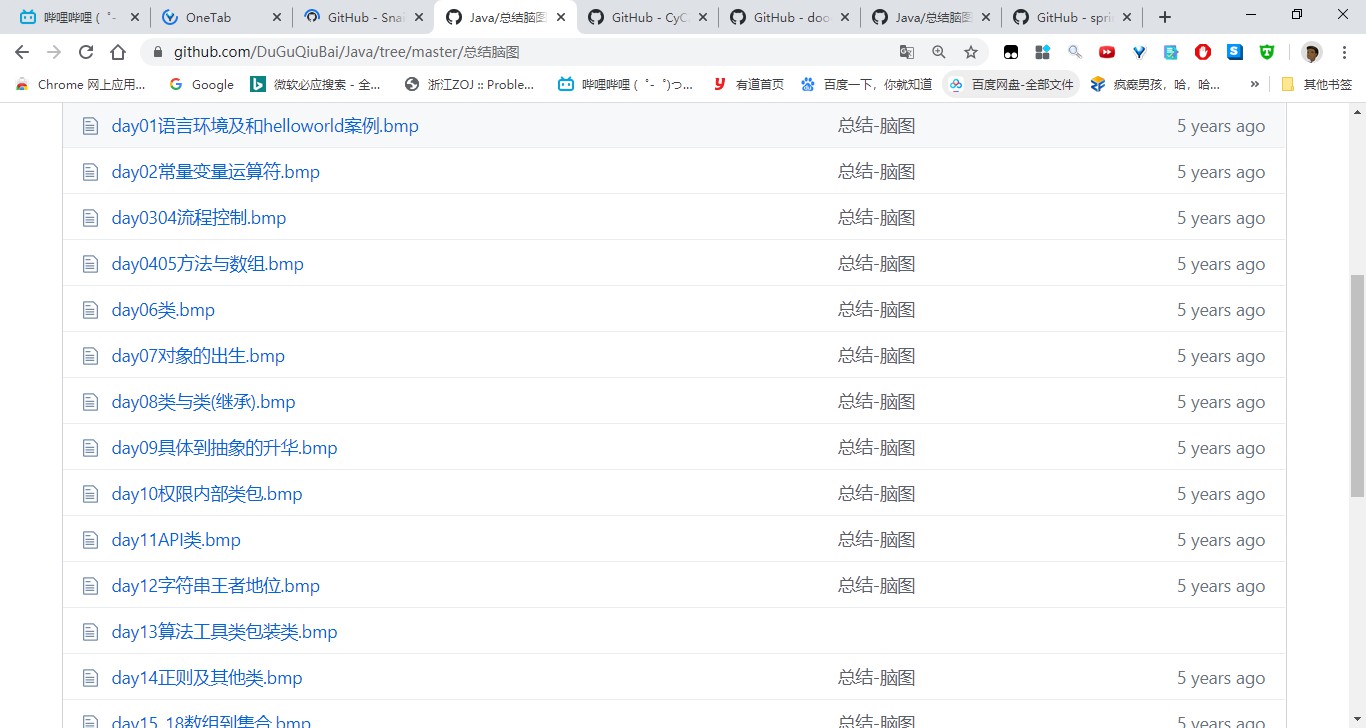 哔哩哔哩 ( ゜-
OneTab
GitHub - Snai
Java/总结脑图
GitHub - CyC
GitHub - doo
Java/总结脑图
GitHub - spri
github.com/DuGuQiuBai/Java/tree/master/总结脑图
Chrome 网上应用...
Google
微软必应搜索 - 全...
浙江ZOJ :: Proble...
哔哩哔哩 ( ゜- ゜)つ...
有道首页
百度一下，你就知道
百度网盘-全部文件
疯癫男孩，哈，哈...
»
其他书签
day01语言环境及和helloworld案例.bmp 总结-脑图 5 years ago
day02常量变量运算符.bmp 总结-脑图 5 years ago
day0304流程控制.bmp 总结-脑图 5 years ago
day0405方法与数组.bmp 总结-脑图 5 years ago
day06类.bmp 总结-脑图 5 years ago
day07对象的出生.bmp 总结-脑图 5 years ago
day08类与类(继承).bmp 总结-脑图 5 years ago
day09具体到抽象的升华.bmp 总结-脑图 5 years ago
day10权限内部类包.bmp 总结-脑图 5 years ago
day11API类.bmp 总结-脑图 5 years ago
day12字符串王者地位.bmp 总结-脑图 5 years ago
day13算法工具类包装类.bmp
day14正则及其他类.bmp 总结-脑图 5 years ago
day15_18数组到集合.bmp 总结-脑图 5 years ago